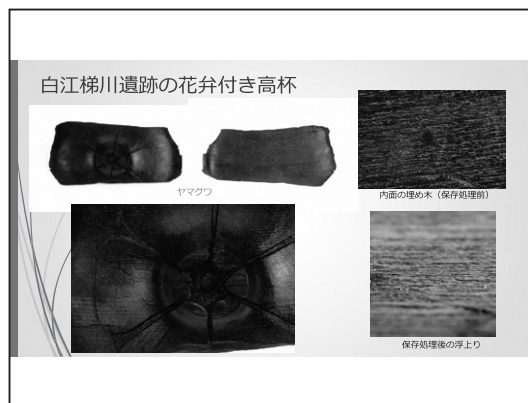 白江梯川遺跡の花弁付き高杯
ヤマグワ
内面の埋め木（保存処理前）
保存処理後の浮上り